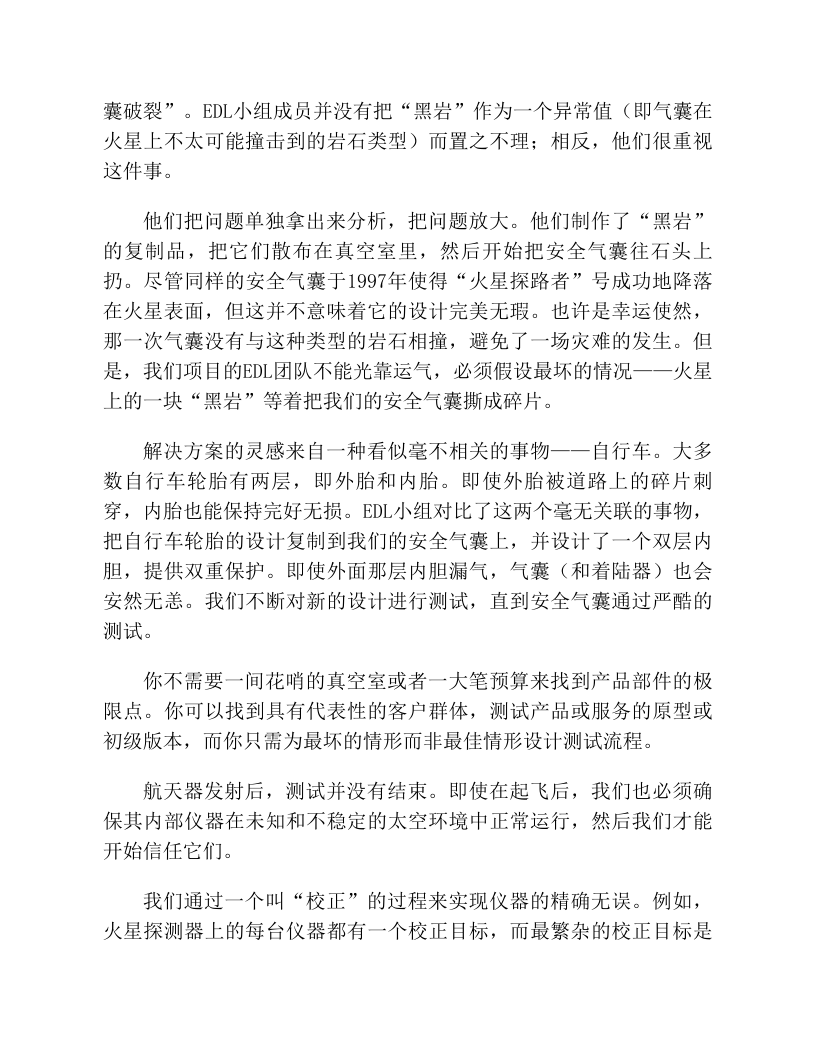 囊破裂”。EDL小组成员并没有把“黑岩”作为一个异常值（即气囊在
火星上不太可能撞击到的岩石类型）而置之不理；相反，他们很重视
这件事。
他们把问题单独拿出来分析，把问题放大。他们制作了“黑岩”
的复制品，把它们散布在真空室里，然后开始把安全气囊往石头上
扔。尽管同样的安全气囊于1997年使得“火星探路者”号成功地降落
在火星表面，但这并不意味着它的设计完美无瑕。也许是幸运使然，
那一次气囊没有与这种类型的岩石相撞，避免了一场灾难的发生。但
是，我们项目的EDL团队不能光靠运气，必须假设最坏的情况——火星
上的一块“黑岩”等着把我们的安全气囊撕成碎片。
解决方案的灵感来自一种看似毫不相关的事物——自行车。大多
数自行车轮胎有两层，即外胎和内胎。即使外胎被道路上的碎片刺
穿，内胎也能保持完好无损。EDL小组对比了这两个毫无关联的事物，
把自行车轮胎的设计复制到我们的安全气囊上，并设计了一个双层内
胆，提供双重保护。即使外面那层内胆漏气，气囊（和着陆器）也会
安然无恙。我们不断对新的设计进行测试，直到安全气囊通过严酷的
测试。
你不需要一间花哨的真空室或者一大笔预算来找到产品部件的极
限点。你可以找到具有代表性的客户群体，测试产品或服务的原型或
初级版本，而你只需为最坏的情形而非最佳情形设计测试流程。
航天器发射后，测试并没有结束。即使在起飞后，我们也必须确
保其内部仪器在未知和不稳定的太空环境中正常运行，然后我们才能
开始信任它们。
我们通过一个叫“校正”的过程来实现仪器的精确无误。例如，
火星探测器上的每台仪器都有一个校正目标，而最繁杂的校正目标是